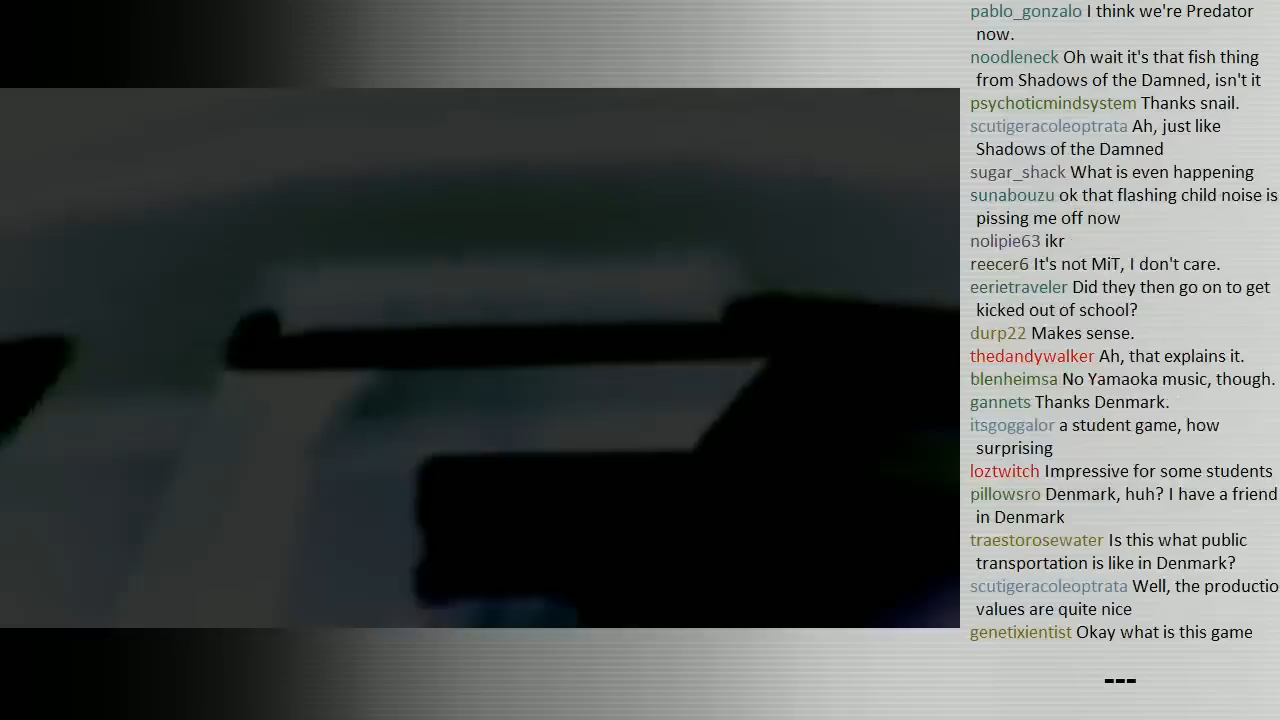 pablo_gonzalo I think we're Predator
now.
noodleneck Oh wait it's that fish thing
from Shadows of the Damned, isn't it
psychoticmindsystem Thanks snail.
scutigeracoleoptrata Ah, just like
Shadows of the Damned
sugar_shack What is even happening
sunabouzu ok that flashing child noise is
pissing me off now
nolipie63 ikr
reecer6 It's not MiT, I don't care.
eerietraveler Did they then go on to get
kicked out of school?
durp22 Makes sense.
thedandywalker Ah, that explains it.
blenheimsa No Yamaoka music, though.
gannets Thanks Denmark.
itsgoggalor a student game, how
surprising
loztwitch Impressive for some students
pillowsro Denmark, huh? I have a friend
in Denmark
traestorosewater Is this what public
transportation is like in Denmark?
scutigeracoleoptrata Well, the productio
values are quite nice
genetixientist Okay what is this game
---